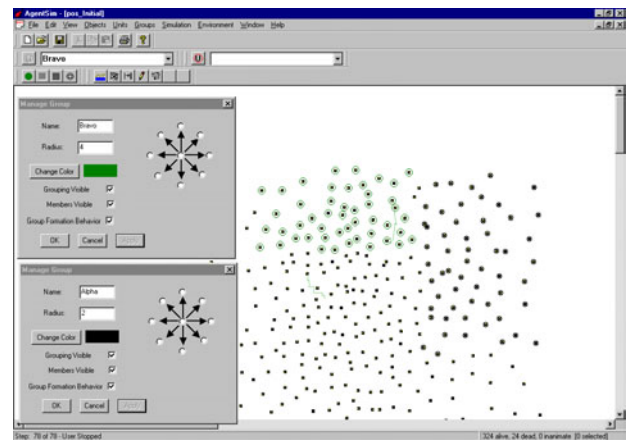 AgentSim - [pos_Initial]
File Edit View Objects Units Groups Simulation Environment Window Help
Bravo
Manage Group
Name: Bravo
Radius: 4
Change Color
Grouping Visible
Members Visible
Group Formation Behavior
OK Cancel Apply
Manage Group
Name: Alpha
Radius: 2
Change Color
Grouping Visible
Members Visible
Group Formation Behavior
OK Cancel Apply
Step: 78 of 78 - User Stopped 324 alive, 24 dead, 0 inanimate [0 selected]